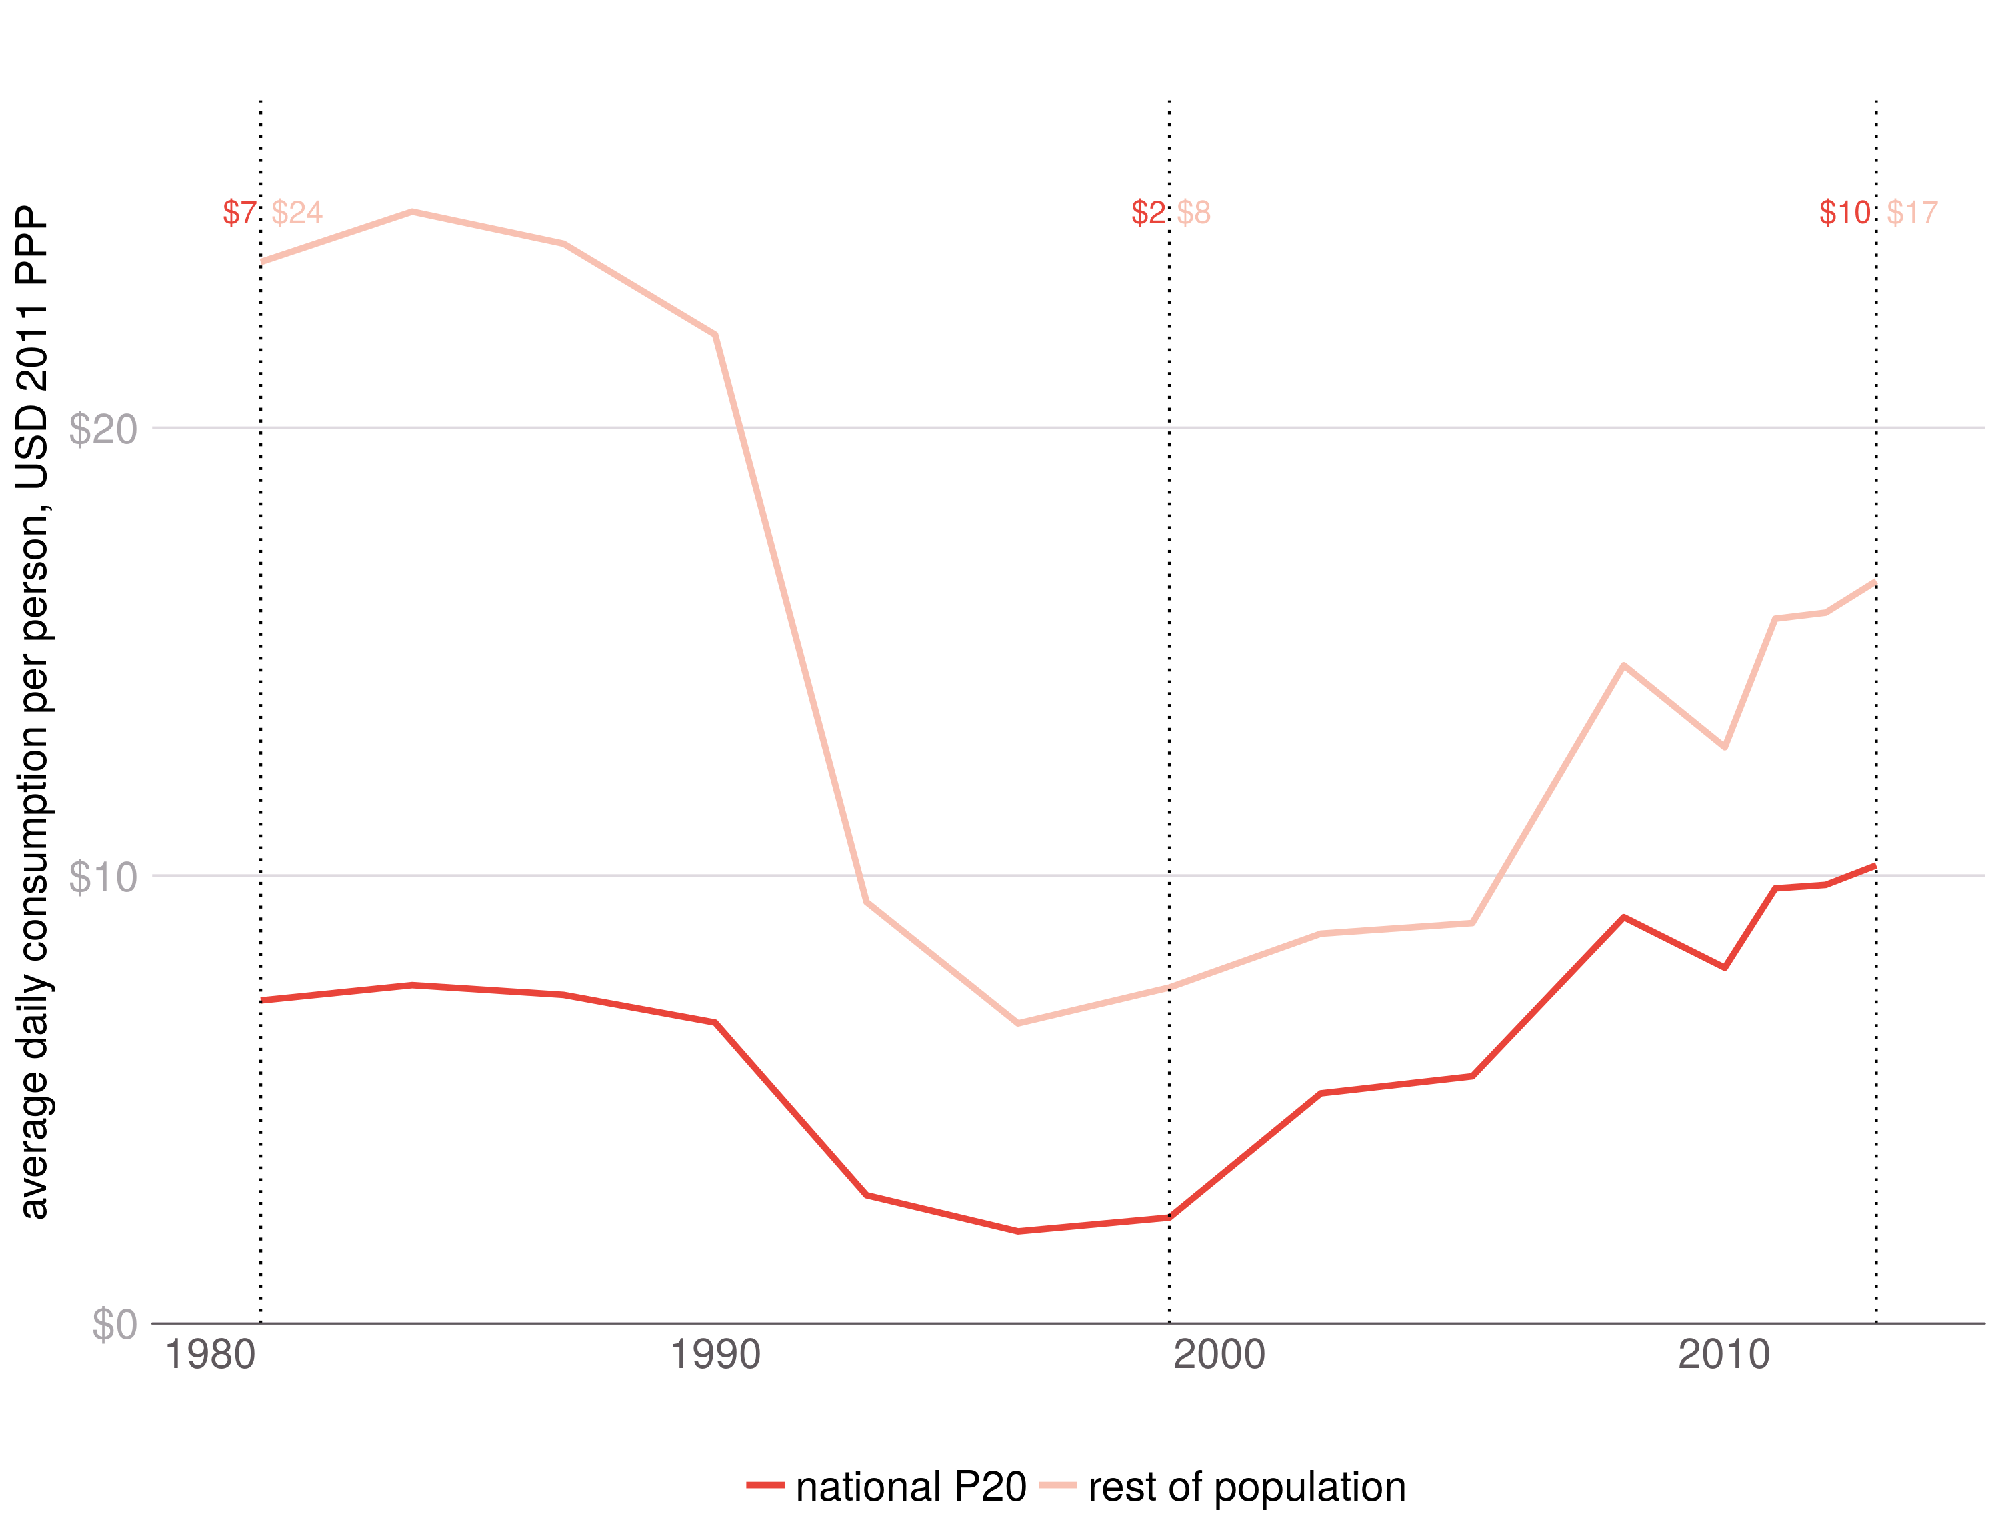 average daily consumption per person, USD 2011 PPP
$7 $24
$2 $8
$10 $17
$20
$10
$0
1980 1990 2000 2010
national P20 rest of population